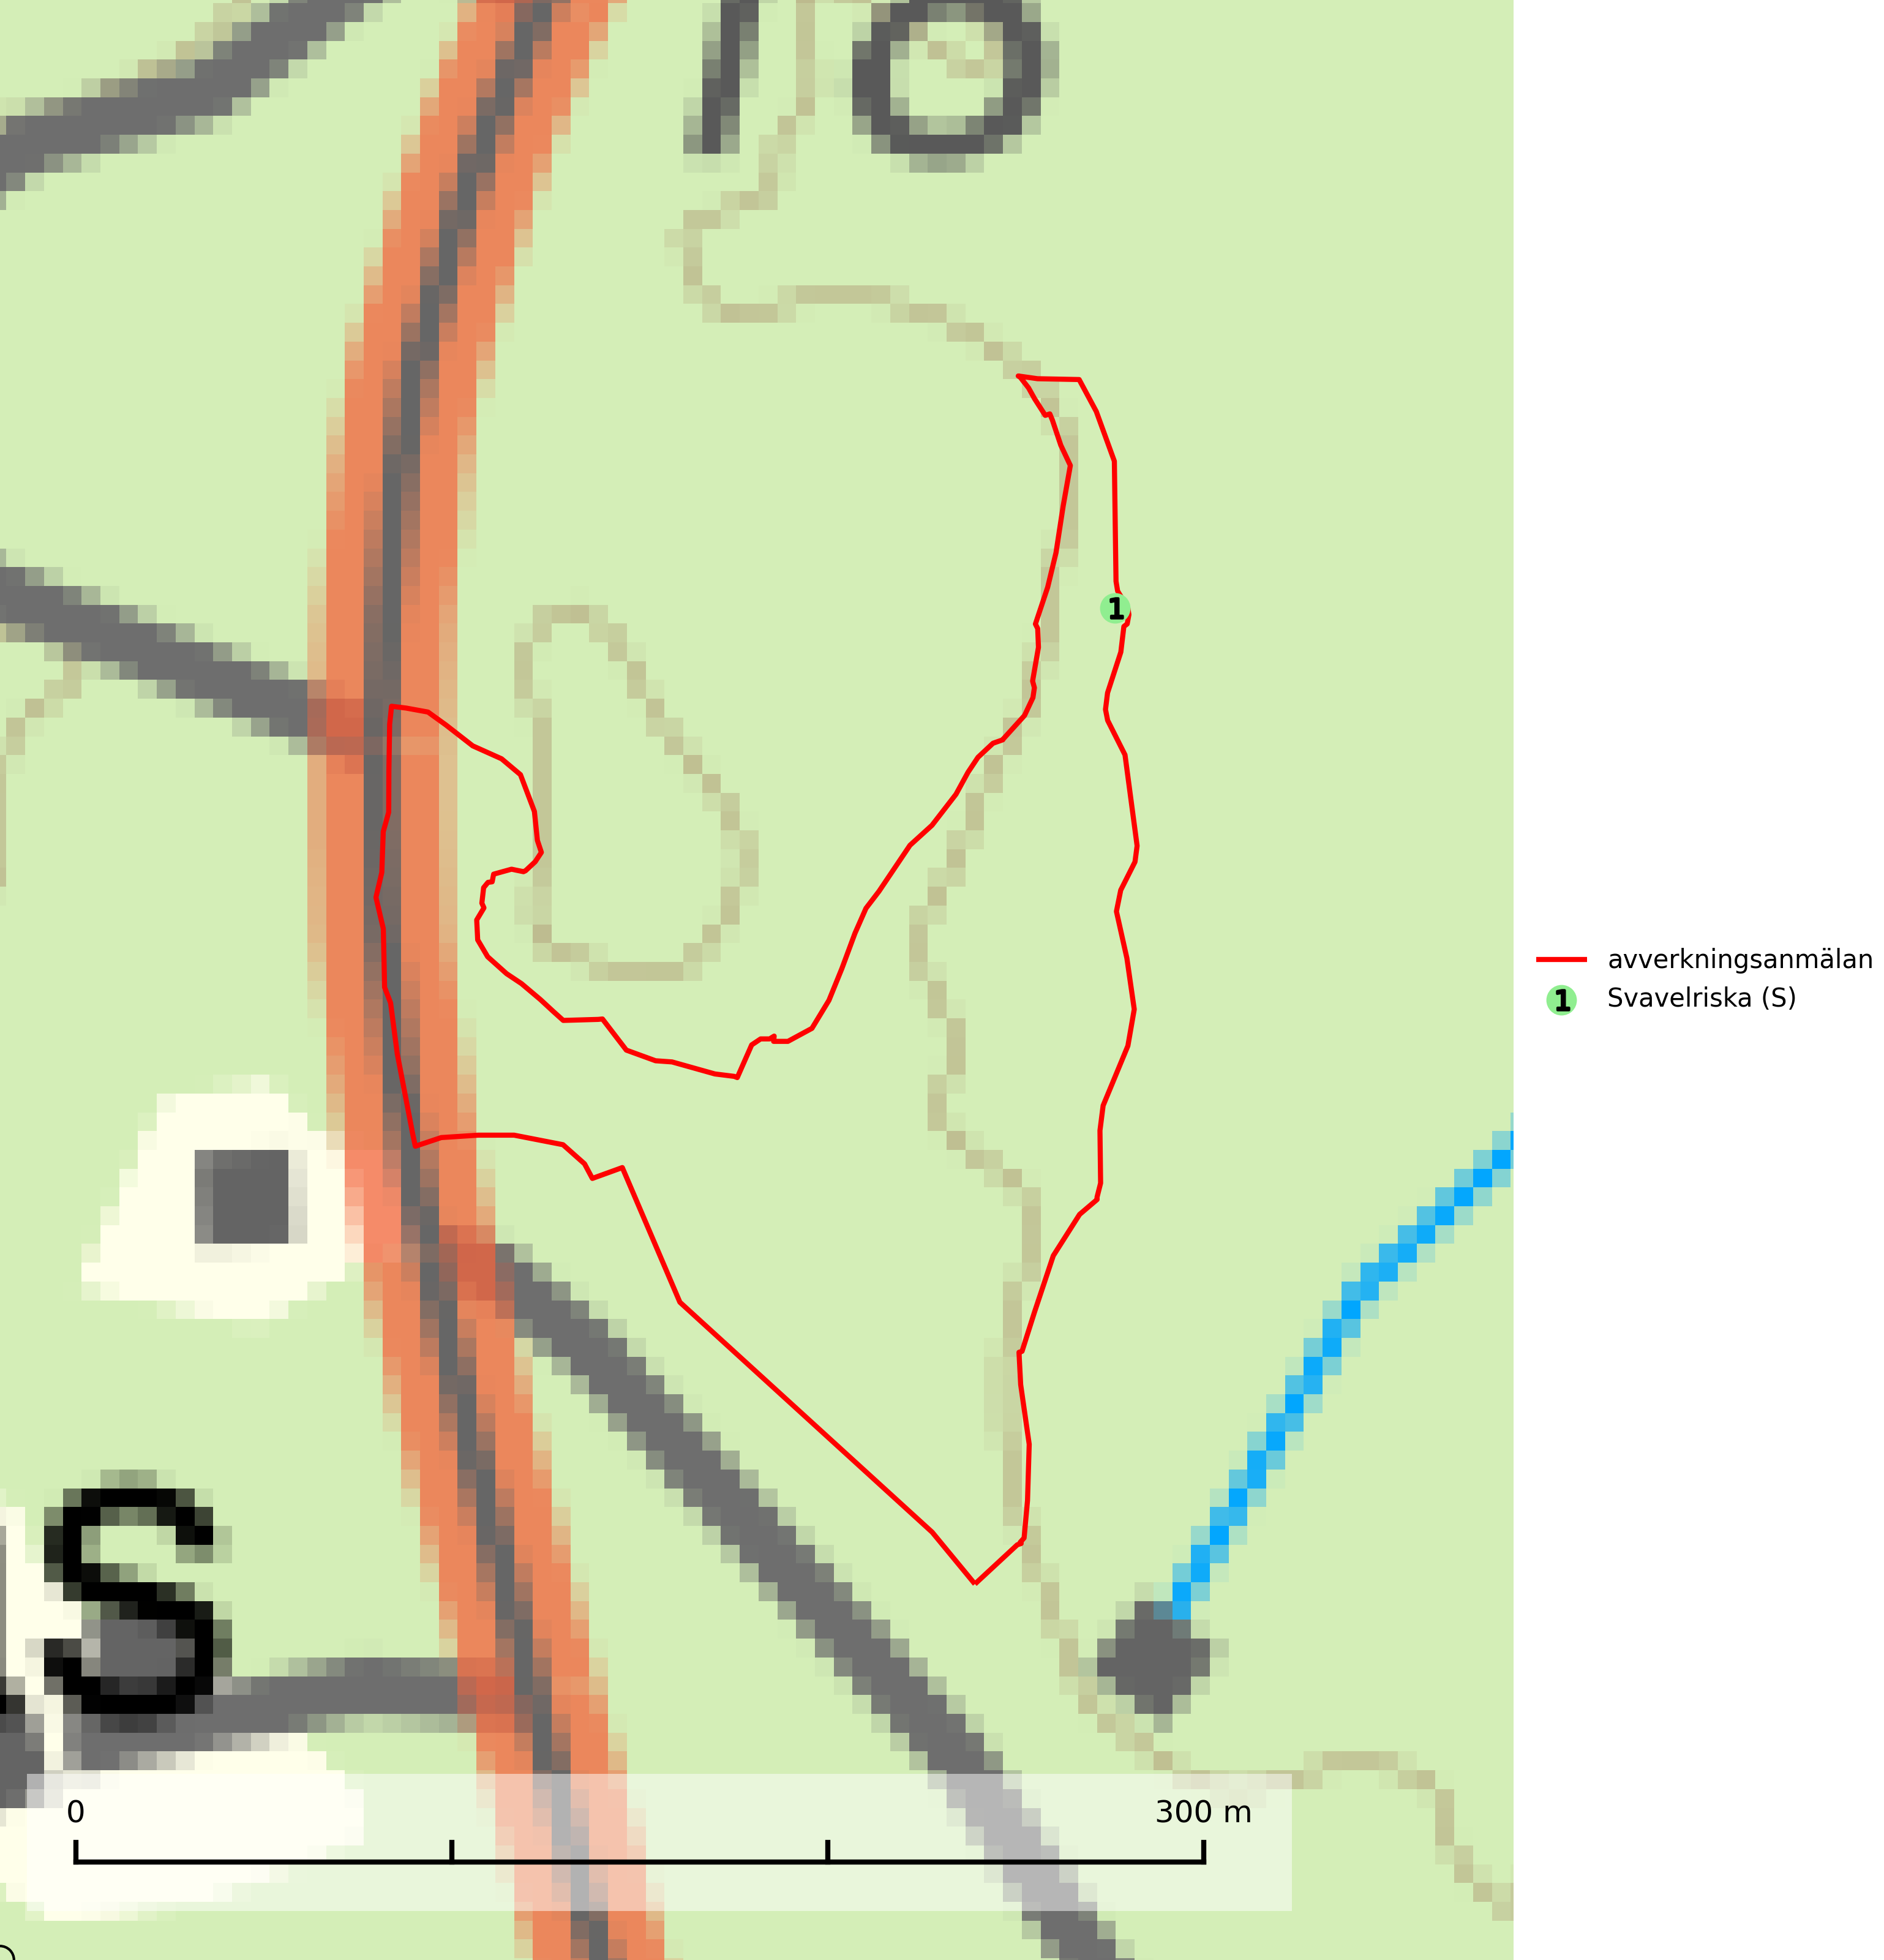 1
avverkningsanmälan
1 Svavelriska (S)
S
0 300 m